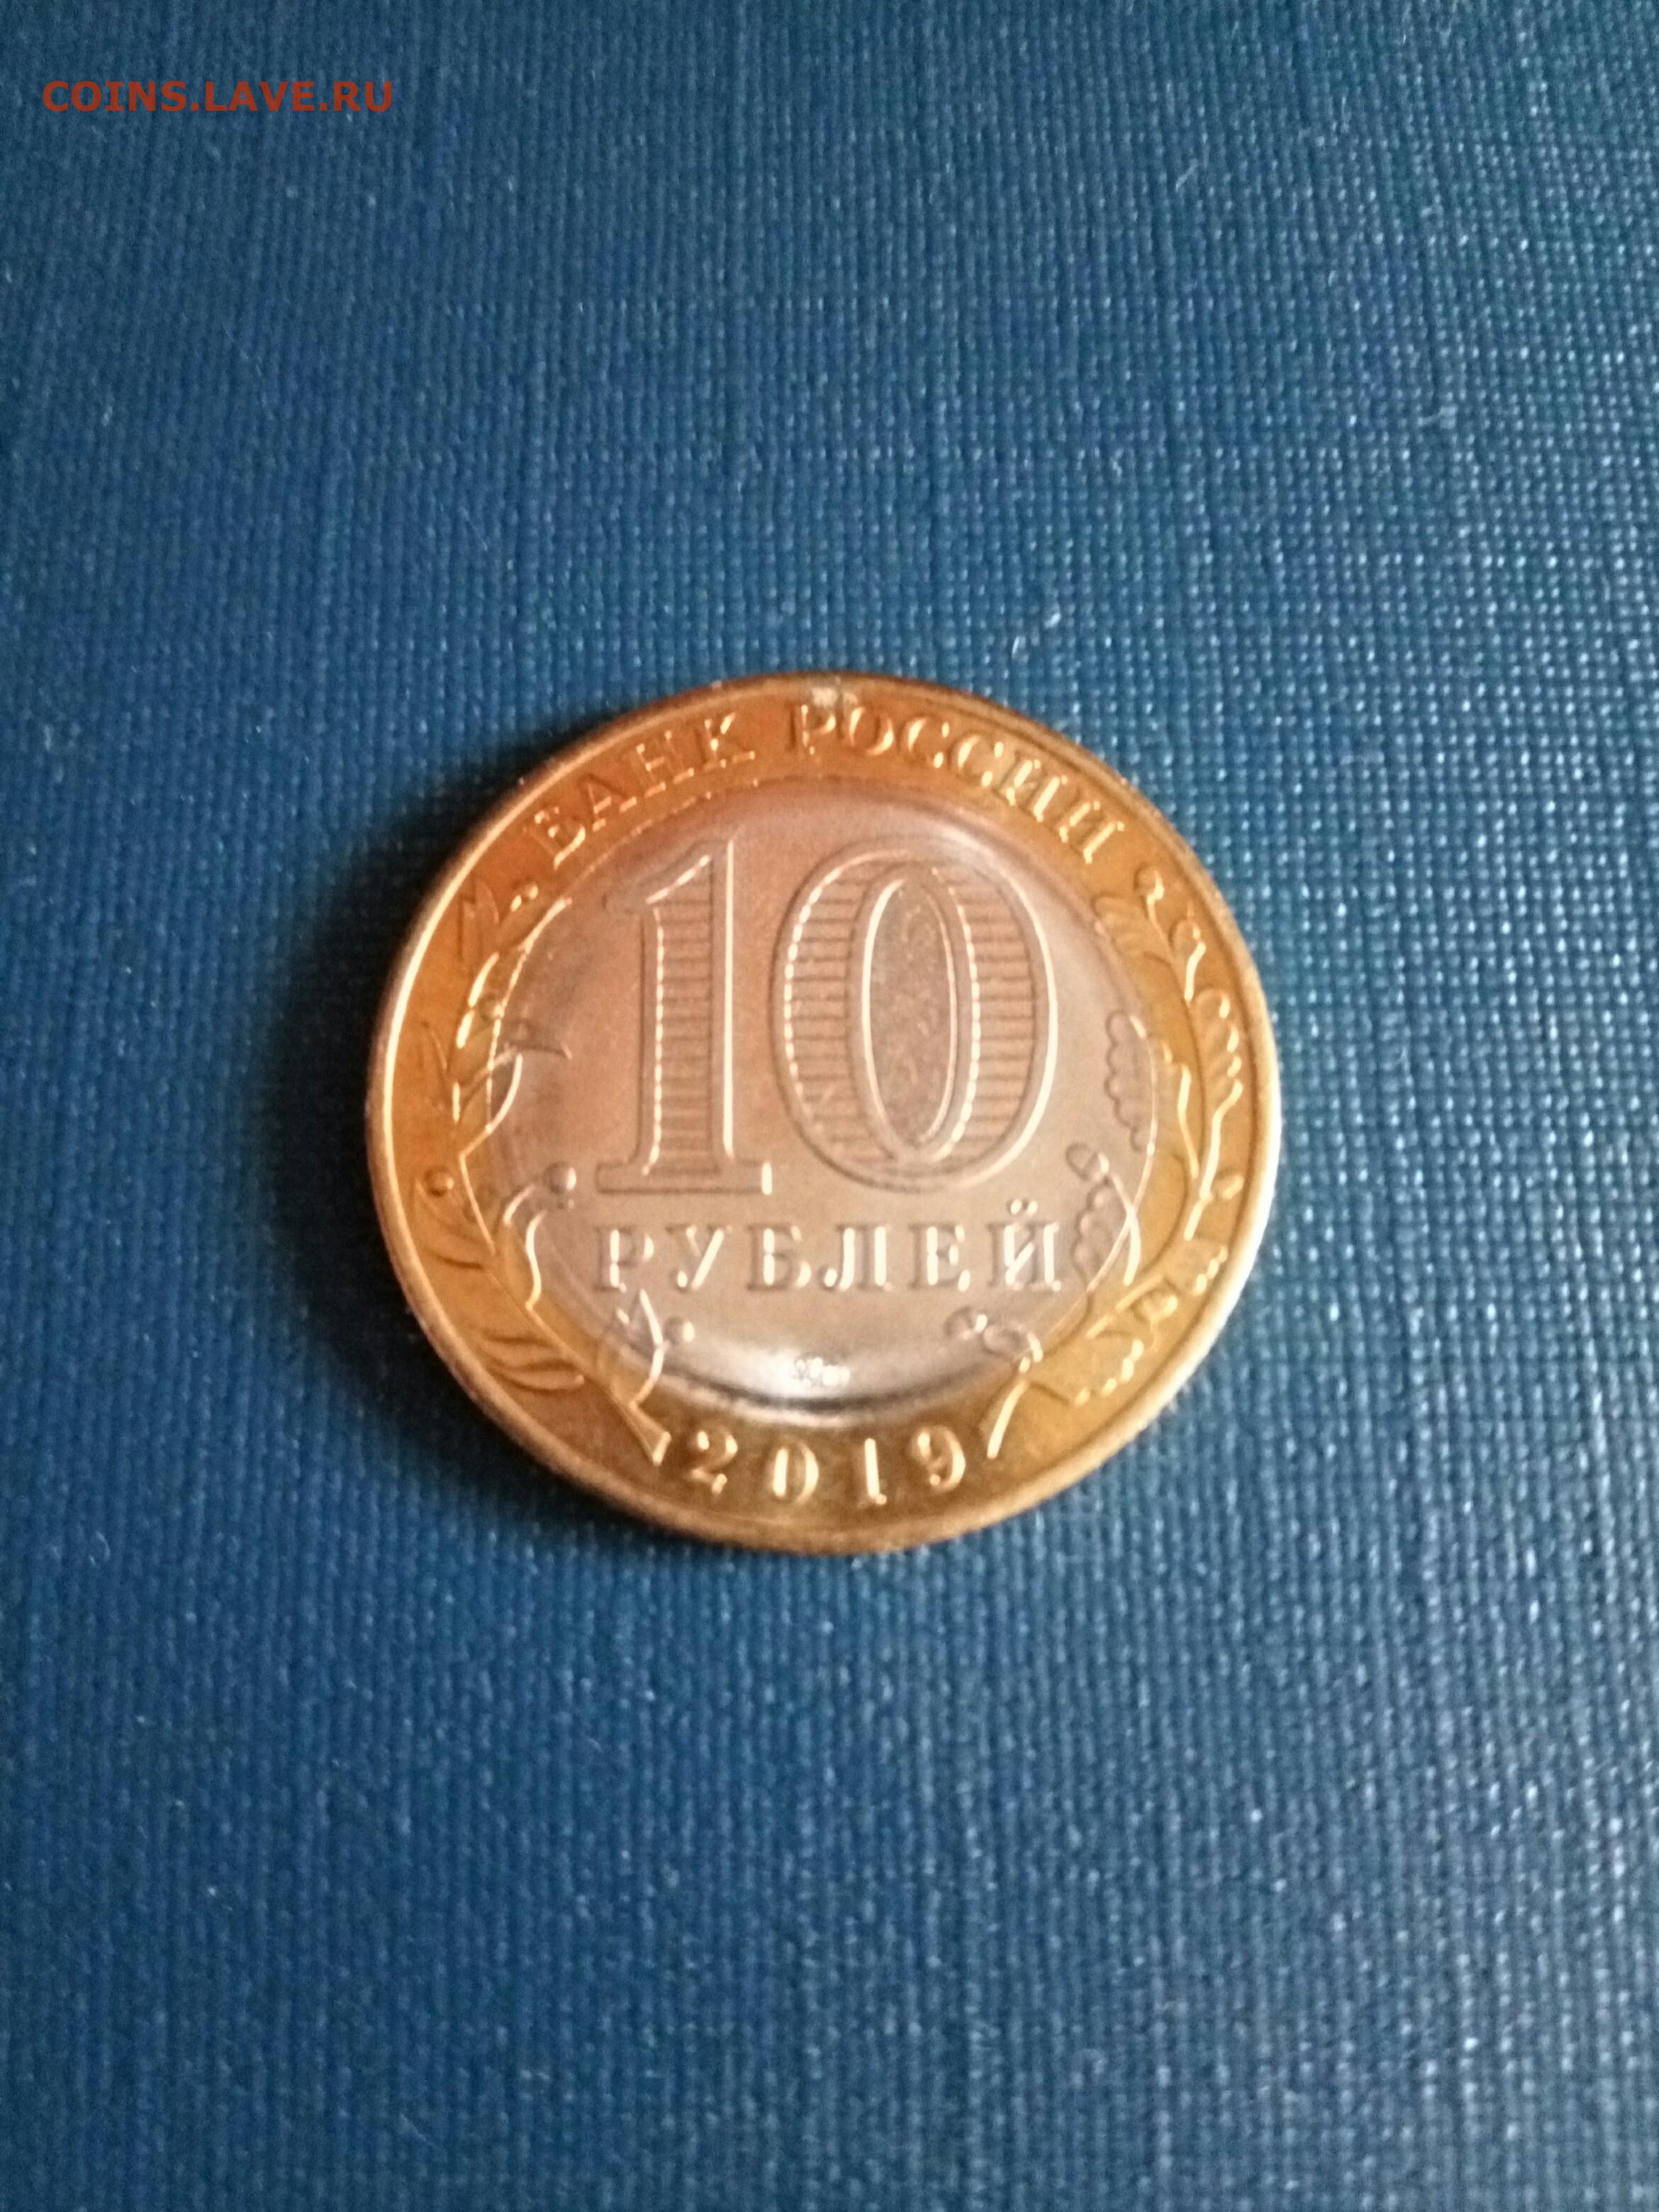 COINS.LAVE.RU
БАНК РОССИИ
10
РУБЛЕЙ
2019